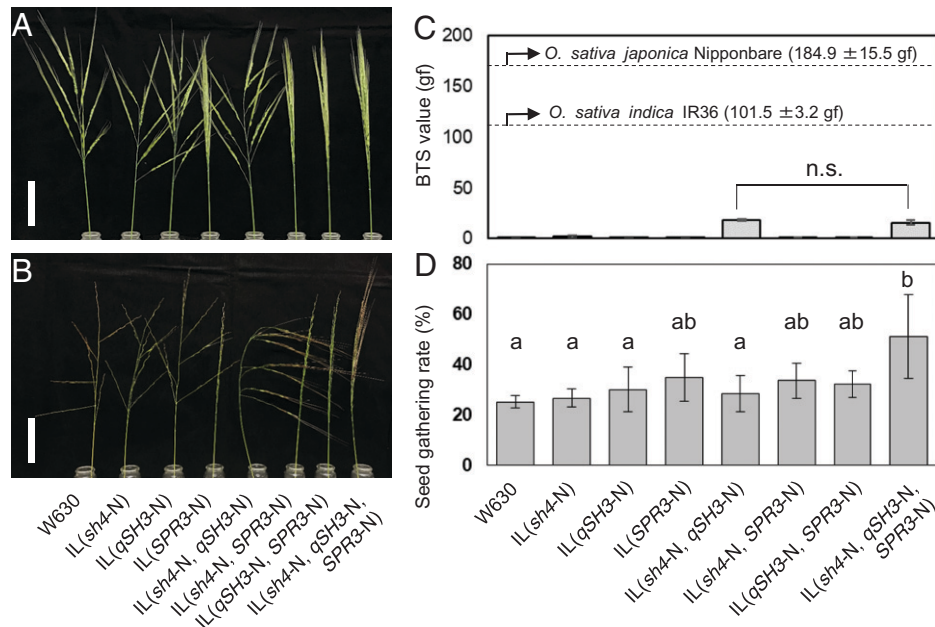 A
B
W630
IL(sh4-N)
IL(qSH3-N)
IL(SPR3-N)
IL(sh4-N, qSH3-N)
IL(sh4-N, SPR3-N)
IL(qSH3-N, SPR3-N)
IL(sh4-N, qSH3-N,
SPR3-N)
C
BTS value (gf)
200
150
100
50
0
O. sativa japonica Nipponbare (184.9 ±15.5 gf)
O. sativa indica IR36 (101.5 ±3.2 gf)
n.s.
D
Seed gathering rate (%)
80
60
40
20
0
a
a
a
ab
a
ab
ab
b
W630
IL(sh4-N)
IL(qSH3-N)
IL(SPR3-N)
IL(sh4-N, qSH3-N)
IL(sh4-N, SPR3-N)
IL(qSH3-N, SPR3-N)
IL(sh4-N, qSH3-N,
SPR3-N)